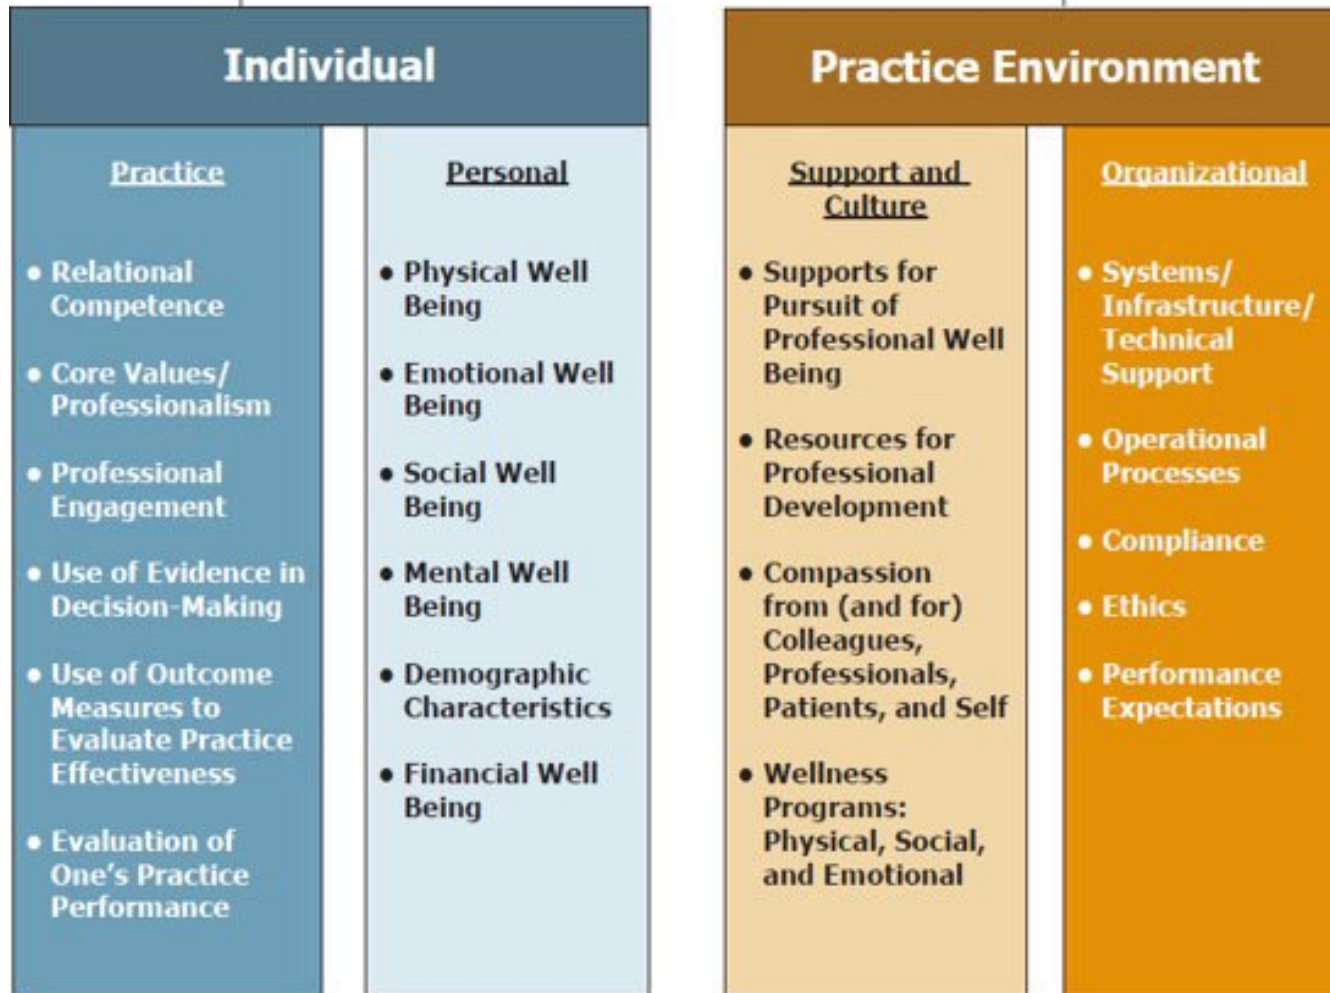 Individual
Practice
● Relational
Competence
● Core Values/
Professionalism
● Professional
Engagement
● Use of Evidence in
Decision-Making
● Use of Outcome
Measures to
Evaluate Practice
Effectiveness
● Evaluation of
One's Practice
Performance
Personal
● Physical Well
Being
● Emotional Well
Being
● Social Well
Being
● Mental Well
Being
● Demographic
Characteristics
● Financial Well
Being
Practice Environment
Support and
Culture
● Supports for
Pursuit of
Professional Well
Being
● Resources for
Professional
Development
● Compassion
from (and for)
Colleagues,
Professionals,
Patients, and Self
● Wellness
Programs:
Physical, Social,
and Emotional
Organizational
● Systems/
Infrastructure/
Technical
Support
● Operational
Processes
● Compliance
● Ethics
● Performance
Expectations